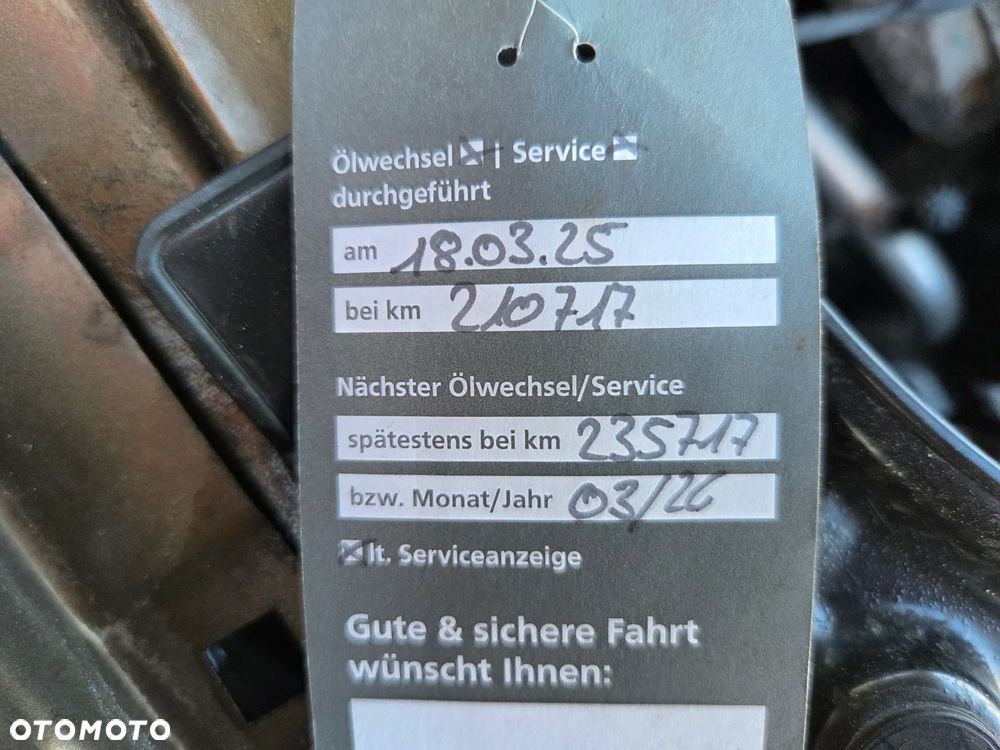 Ölwechsel | Service
durchgeführt
am 18.03.25
bei km 210717
Nächster Ölwechsel/Service
spätestens bei km 235717
bzw. Monat/Jahr 03/26
lt. Serviceanzeige
Gute & sichere Fahrt
wünscht Ihnen:
OTOMOTO